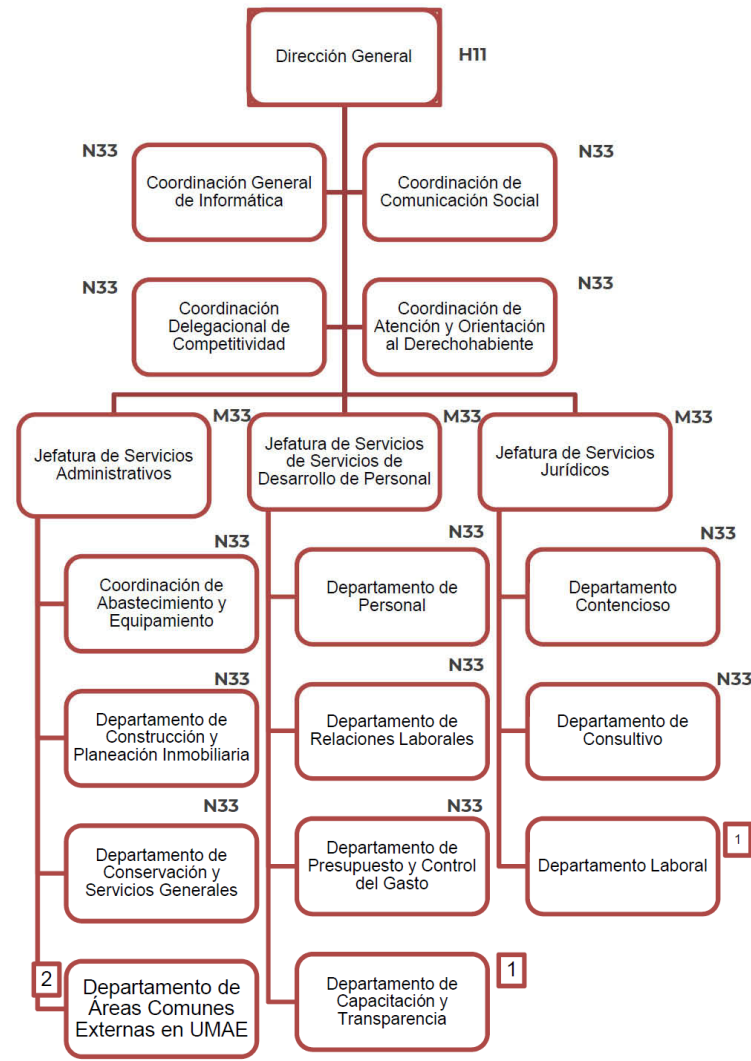 Dirección General
H11
N33
N33
Coordinación General
de Informática
Coordinación de
Comunicación Social
N33
N33
Coordinación
Delegacional de
Competitividad
Coordinación de
Atención y Orientación
al Derechohabiente
M33
M33
M33
Jefatura de Servicios
Administrativos
Jefatura de Servicios
de Servicios de
Desarrollo de Personal
Jefatura de Servicios
Jurídicos
N33
N33
N33
Coordinación de
Abastecimiento y
Equipamiento
Departamento de
Personal
Departamento
Contencioso
N33
N33
N33
Departamento de
Construcción y
Planeación Inmobiliaria
Departamento de
Relaciones Laborales
Departamento de
Consultivo
N33
N33
1
Departamento de
Conservación y
Servicios Generales
Departamento de
Presupuesto y Control
del Gasto
Departamento Laboral
2
1
Departamento de
Áreas Comunes
Externas en UMAE
Departamento de
Capacitación y
Transparencia